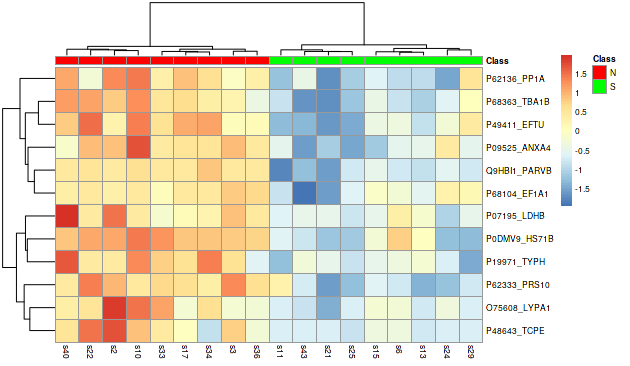 Class
Class
N
S
1.5
1
0.5
0
-0.5
-1
-1.5
P62136_PP1A
P68363_TBA1B
P49411_EFTU
P09525_ANXA4
Q9HBI1_PARVB
P68104_EF1A1
P07195_LDHB
P0DMV9_HS71B
P19971_TYPH
P62333_PRS10
O75608_LYPA1
P48643_TCPE
s40 s22 s2 s10 s33 s17 s34 s3 s36 s11 s43 s21 s25 s15 s6 s13 s24 s29